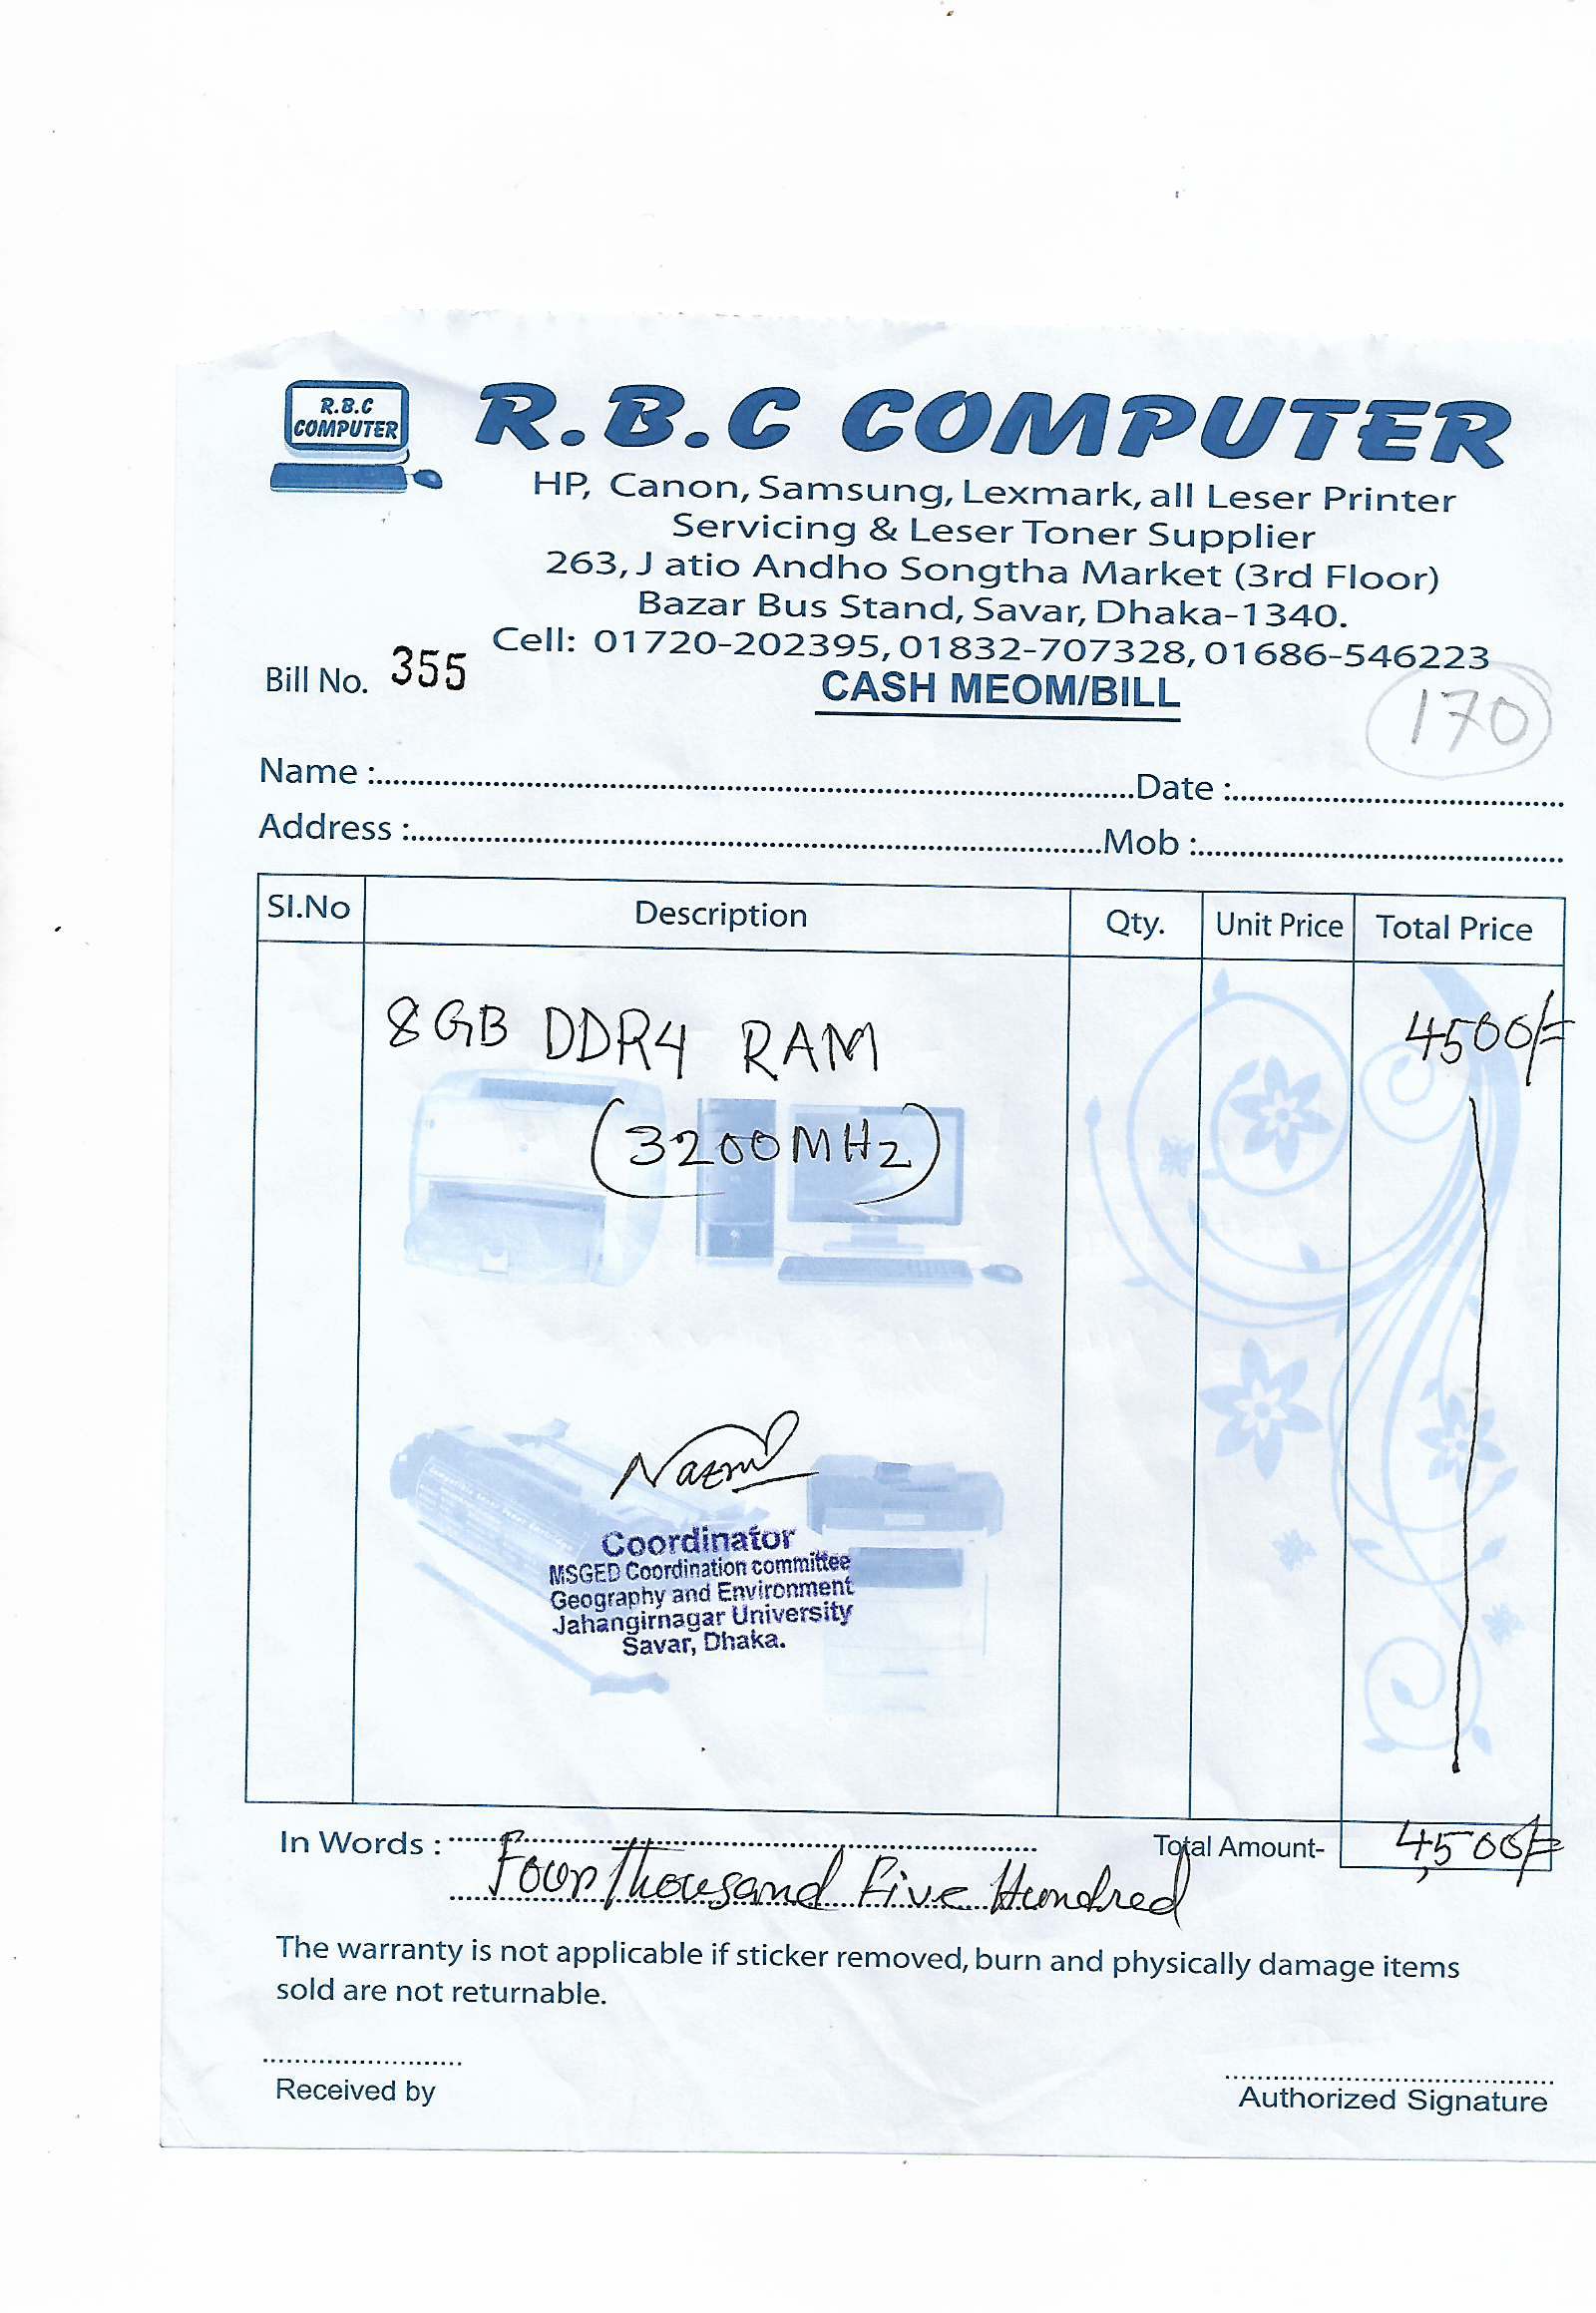 R.B.C
COMPUTER
R.B.C COMPUTER
HP, Canon, Samsung, Lexmark, all Leser Printer
Servicing & Leser Toner Supplier
263, J atio Andho Songtha Market (3rd Floor)
Bazar Bus Stand, Savar, Dhaka-1340.
Cell: 01720-202395, 01832-707328, 01686-546223
Bill No. 355
CASH MEOM/BILL
170
Name : Date :
Address : Mob :
Sl.No Description Qty. Unit Price Total Price
8GB DDR4 RAM 4500/=
(3200MHz)
Nazrul
Coordinator
MSGED Coordination committee
Geography and Environment
Jahangirnagar University
Savar, Dhaka.
In Words : Total Amount- 4,500/=
Four Thousand Five Hundred
The warranty is not applicable if sticker removed, burn and physically damage items
sold are not returnable.
Received by Authorized Signature